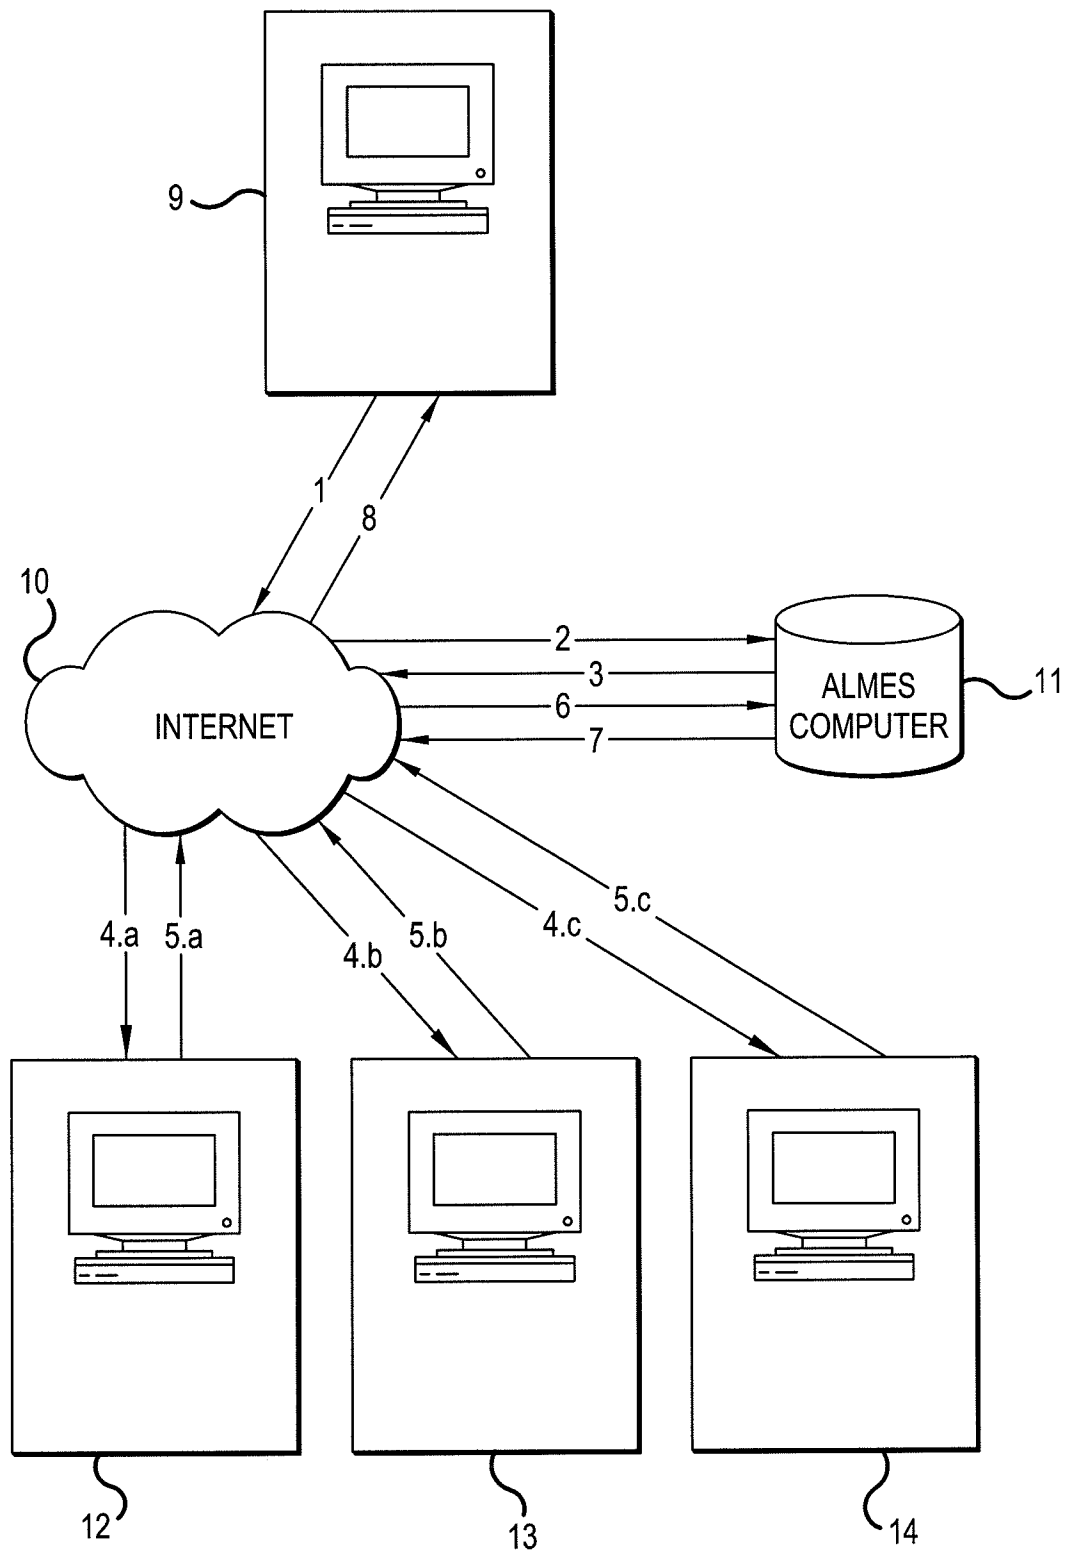 9
1
8
10
2
3
6
7
INTERNET
ALMES
COMPUTER
11
4.a
5.a
4.b
5.b
4.c
5.c
12
13
14